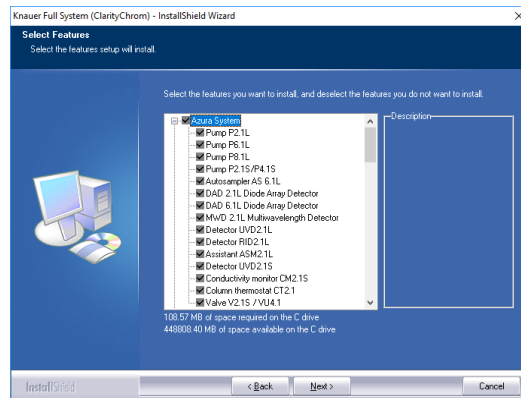 Knauer Full System (ClarityChrom) - InstallShield Wizard
Select Features
Select the features setup will install.
Select the features you want to install, and deselect the features you do not want to install.
Azura System
Pump P2.1L
Pump P6.1L
Pump P8.1L
Pump P2.1S/P4.1S
Autosampler AS 6.1L
DAD 2.1L Diode Array Detector
DAD 6.1L Diode Array Detector
MWD 2.1L Multiwavelength Detector
Detector UVD2.1L
Detector RID2.1L
Assistant ASM2.1L
Detector UVD2.1S
Conductivity monitor CM2.1S
Column thermostat CT2.1
Valve V2.1S / VU4.1
Description
108.57 MB of space required on the C drive
448808.40 MB of space available on the C drive
InstallShield
< Back
Next >
Cancel